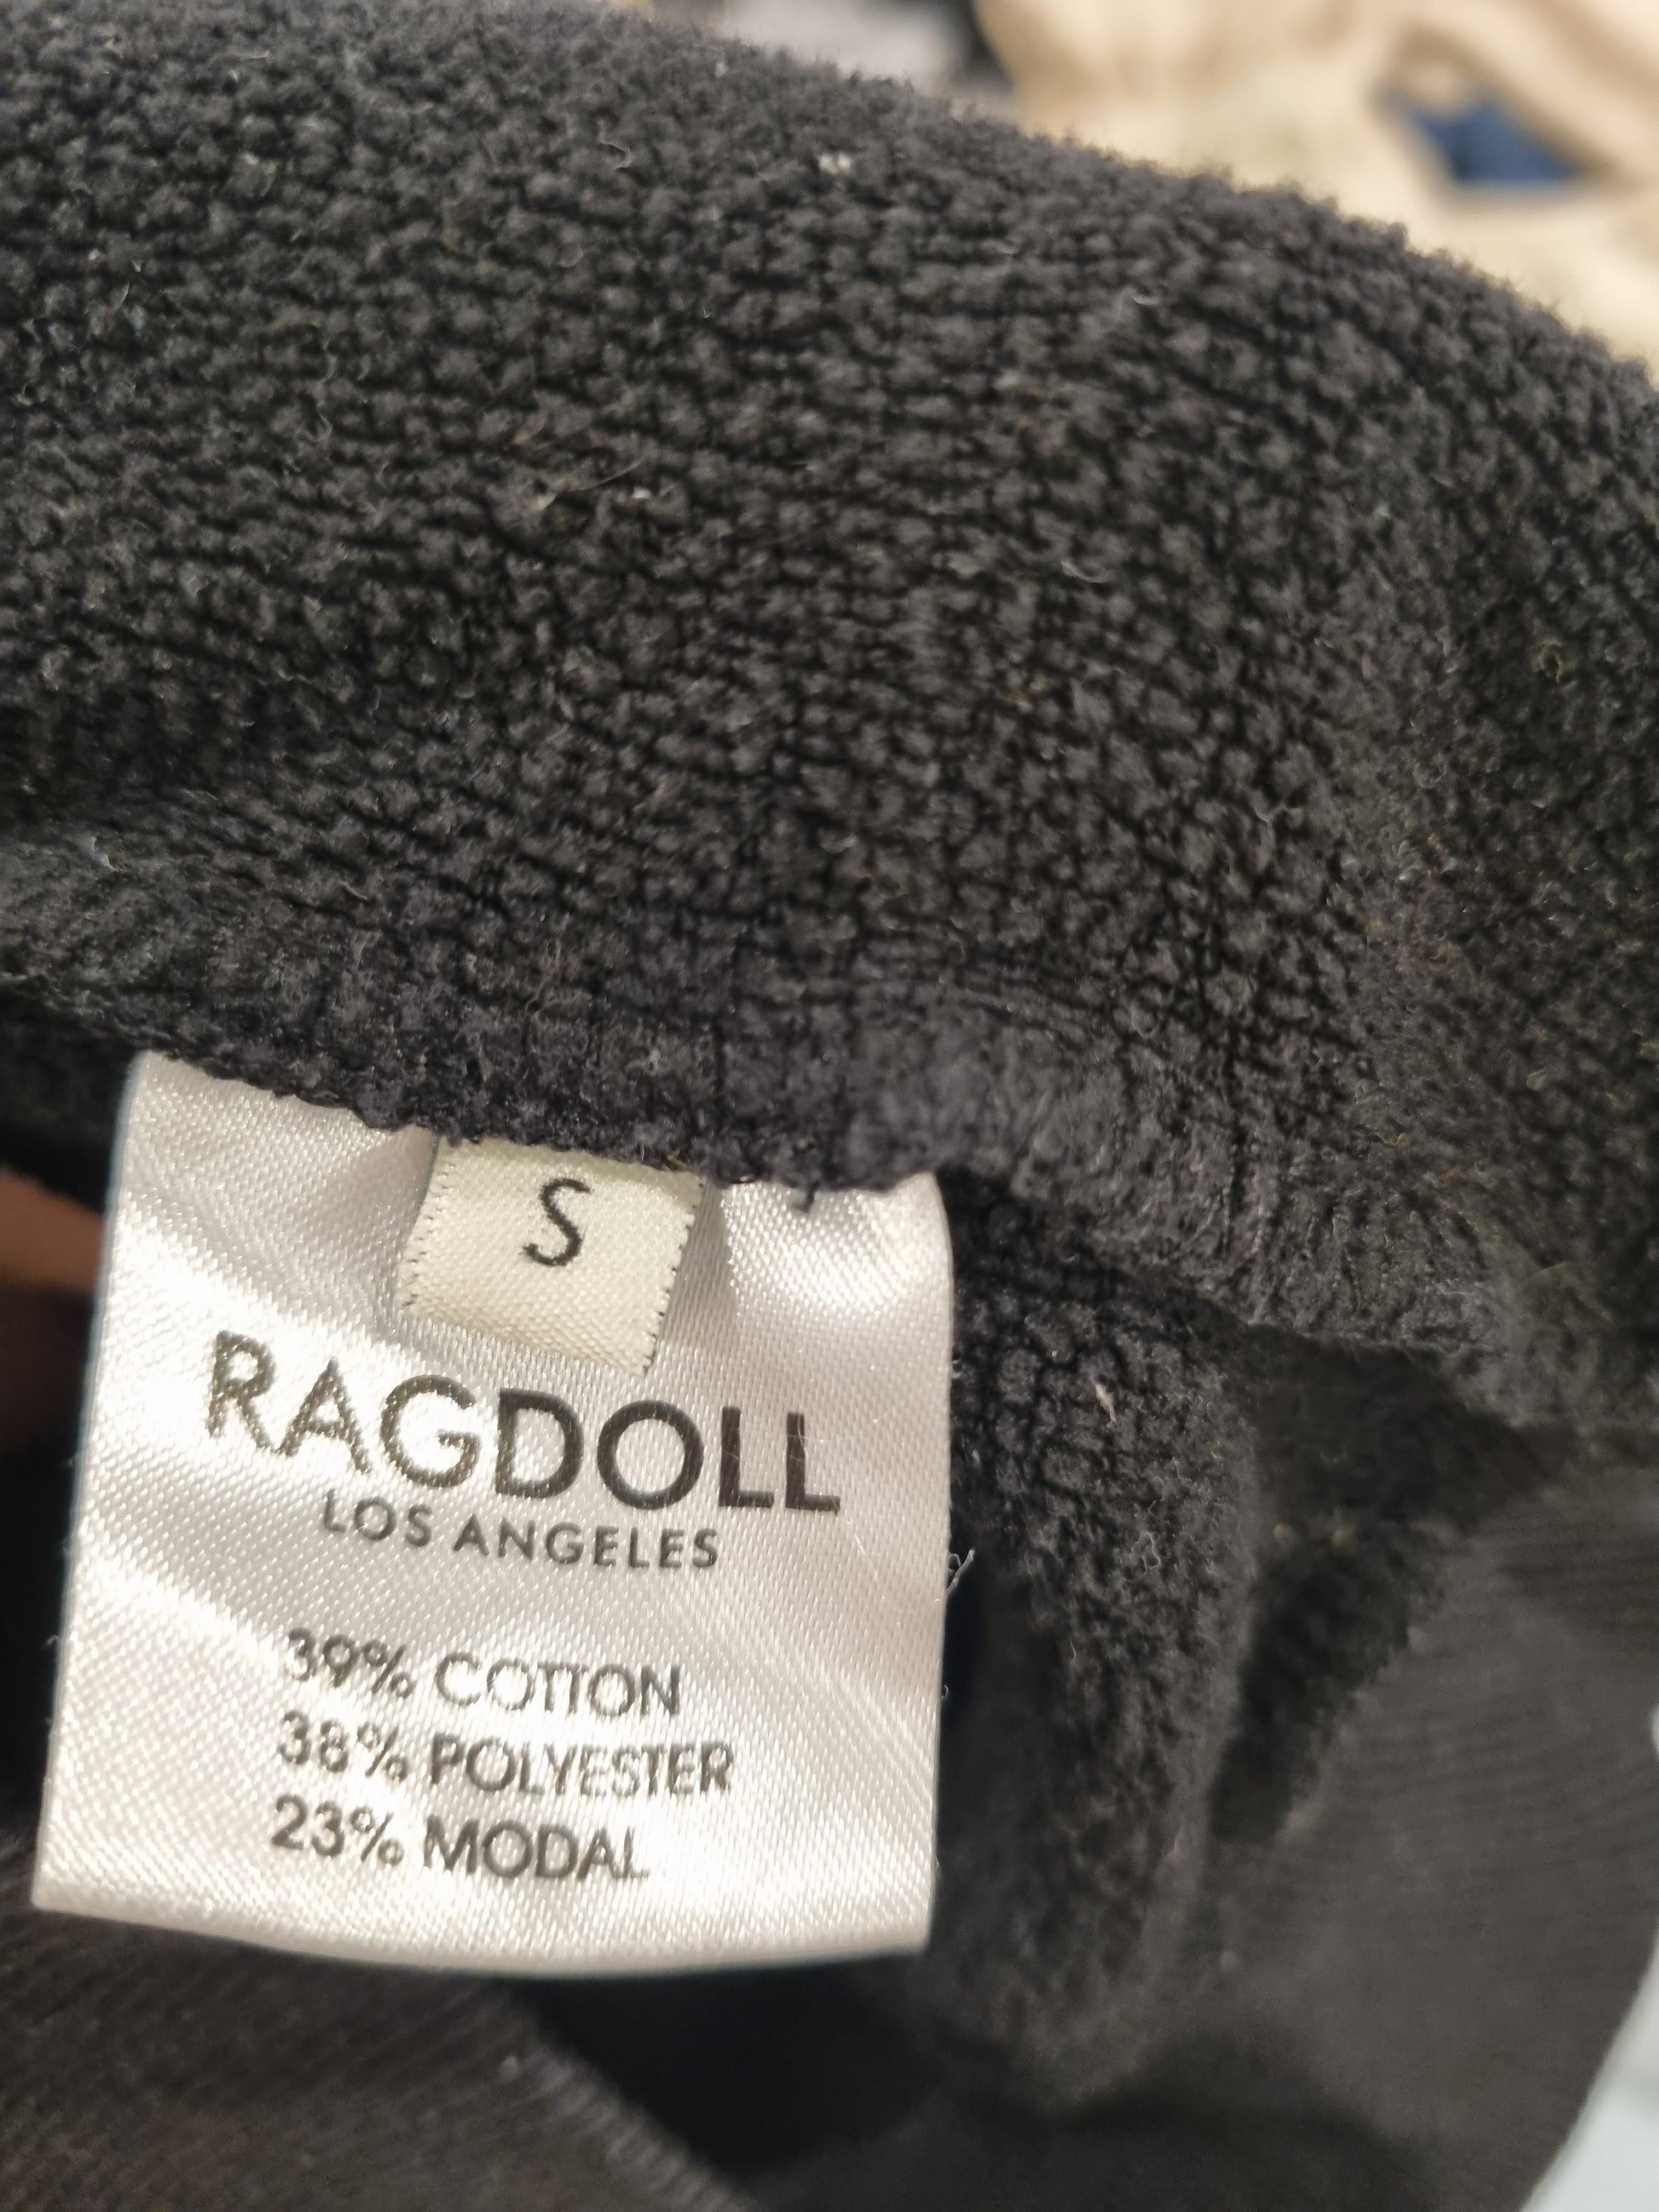 S
RAGDOLL
LOS ANGELES
39% COTTON
38% POLYESTER
23% MODAL